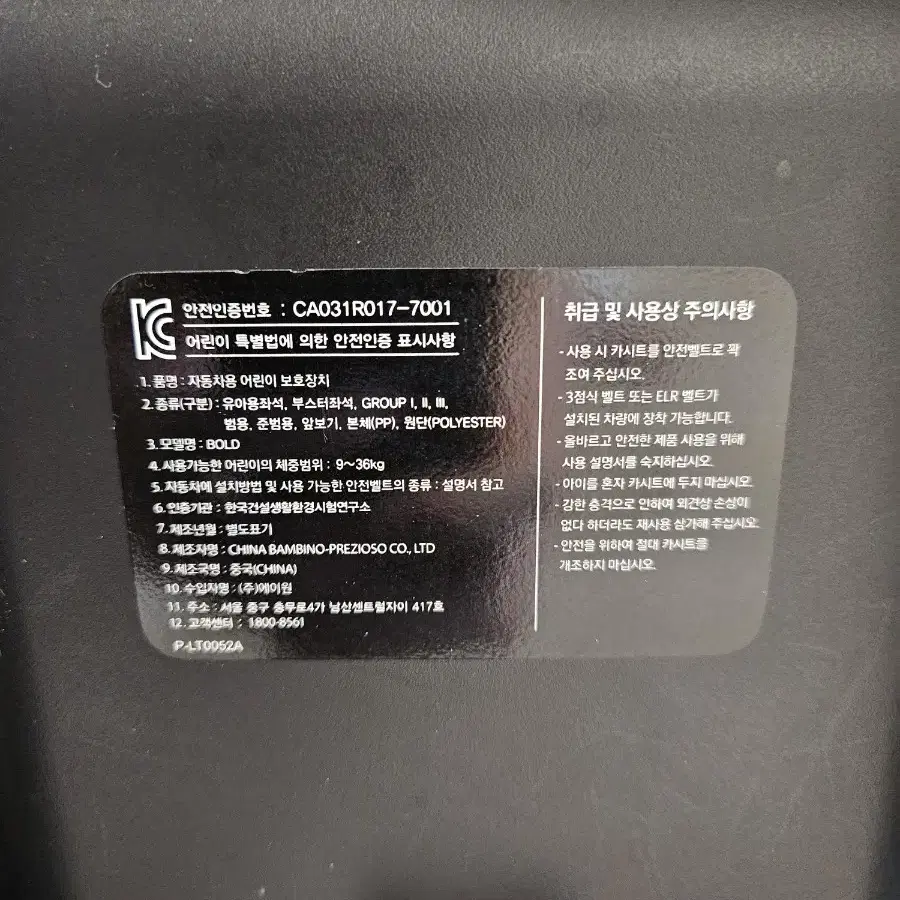 안전인증번호 : CA031R017-7001
어린이 특별법에 의한 안전인증 표시사항
1. 품명 : 자동차용 어린이 보호장치
2. 종류(구분) : 유아용좌석, 부스터좌석, GROUP I, II, III,
범용, 준범용, 앞보기, 본체(PP), 원단(POLYESTER)
3. 모델명 : BOLD
4. 사용가능한 어린이의 체중범위 : 9~36kg
5. 자동차에 설치방법 및 사용 가능한 안전벨트의 종류 : 설명서 참고
6. 인증기관 : 한국건설생활환경시험연구소
7. 제조년월 : 별도표기
8. 제조자명 : CHINA BAMBINO-PREZIOSO CO., LTD
9. 제조국명 : 중국(CHINA)
10. 수입자명 : (주)에이원
11. 주소 : 서울 중구 충무로4가 남산센트럴자이 417호
12. 고객센터 : 1800-8561
P-LT0052A
취급 및 사용상 주의사항
- 사용 시 카시트를 안전벨트로 꽉
조여 주십시오.
- 3점식 벨트 또는 ELR 벨트가
설치된 차량에 장착 가능합니다.
- 올바르고 안전한 제품 사용을 위해
사용 설명서를 숙지하십시오.
- 아이를 혼자 카시트에 두지 마십시오.
- 강한 충격으로 인하여 외견상 손상이
없다 하더라도 재사용 삼가해 주십시오.
- 안전을 위하여 절대 카시트를
개조하지 마십시오.